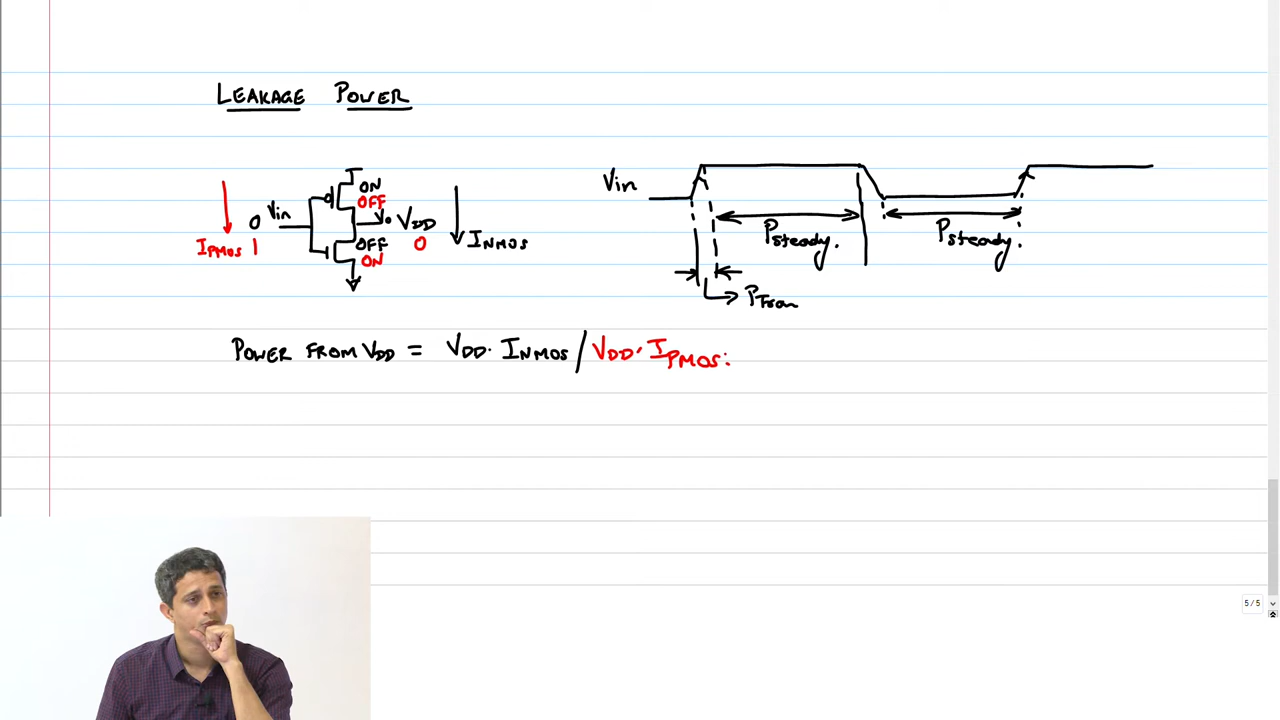 LEAKAGE POWER
ON
OFF
0 Vin Vo VDD
IPMOS 1 OFF 0 INMOS
ON
Vin
Psteady. Psteady.
PTran
POWER FROM VDD = VDD. INMOS / VDD. IPMOS:
5/5